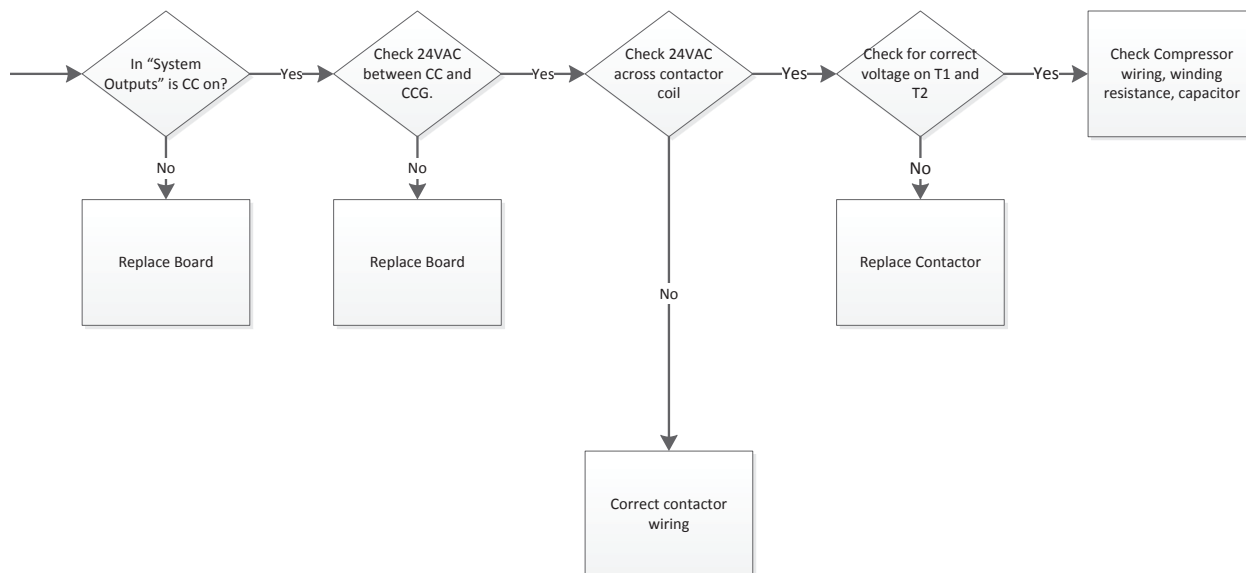 In “System
Outputs” is CC on?
Yes
Check 24VAC
between CC and
CCG.
Yes
Check 24VAC
across contactor
coil
Yes
Check for correct
voltage on T1 and
T2
Yes
Check Compressor
wiring, winding
resistance, capacitor
No
No
No
Replace Board
Replace Board
Replace Contactor
No
Correct contactor
wiring